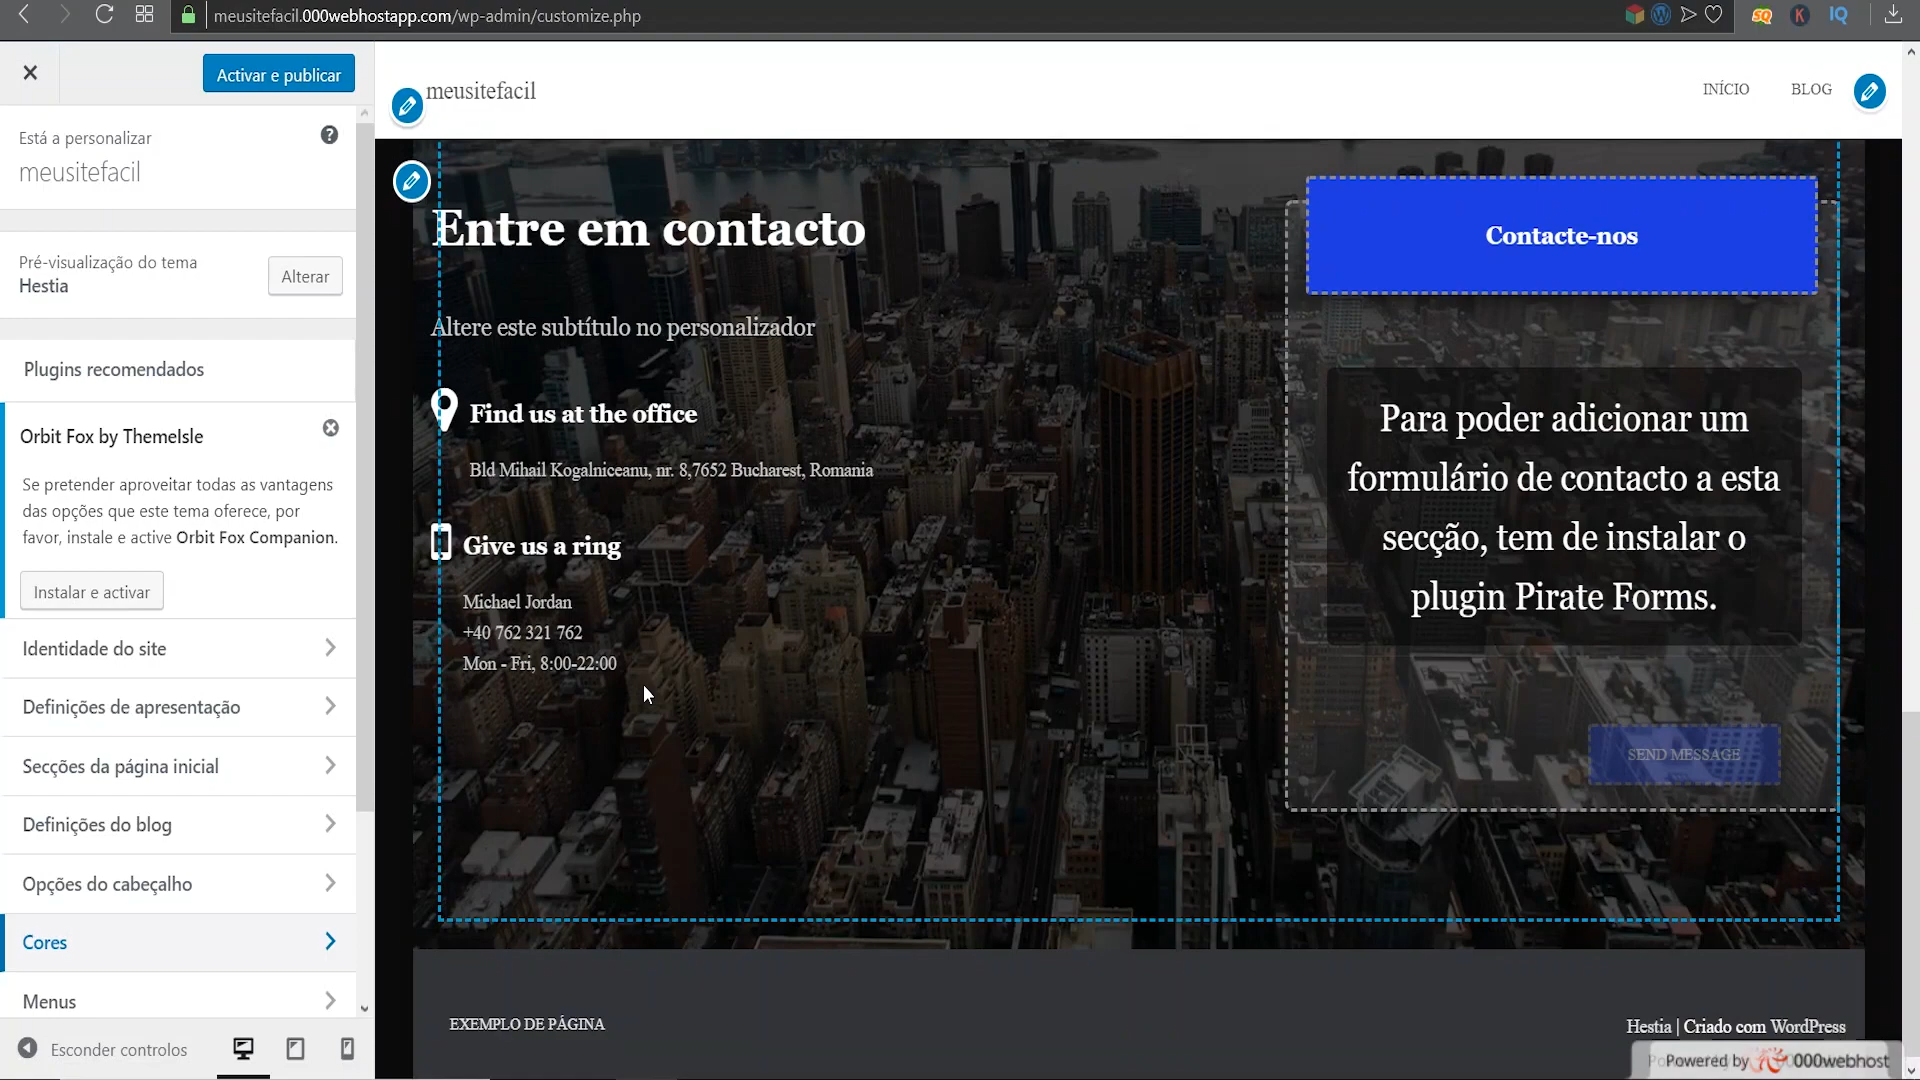 meusitefacil.000webhostapp.com/wp-admin/customize.php
SQ
K
IQ
Activar e publicar
Está a personalizar
meusitefacil
Pré-visualização do tema
Hestia
Alterar
Plugins recomendados
Orbit Fox by ThemeIsle
Se pretender aproveitar todas as vantagens
das opções que este tema oferece, por
favor, instale e active Orbit Fox Companion.
Instalar e activar
Identidade do site
Definições de apresentação
Secções da página inicial
Definições do blog
Opções do cabeçalho
Cores
Menus
Esconder controlos
meusitefacil
INÍCIO
BLOG
Entre em contacto
Altere este subtítulo no personalizador
Find us at the office
Bld Mihail Kogalniceanu, nr. 8,7652 Bucharest, Romania
Give us a ring
Michael Jordan
+40 762 321 762
Mon - Fri, 8:00-22:00
Contacte-nos
Para poder adicionar um
formulário de contacto a esta
secção, tem de instalar o
plugin Pirate Forms.
SEND MESSAGE
EXEMPLO DE PÁGINA
Hestia | Criado com WordPress
Powered by 000webhost